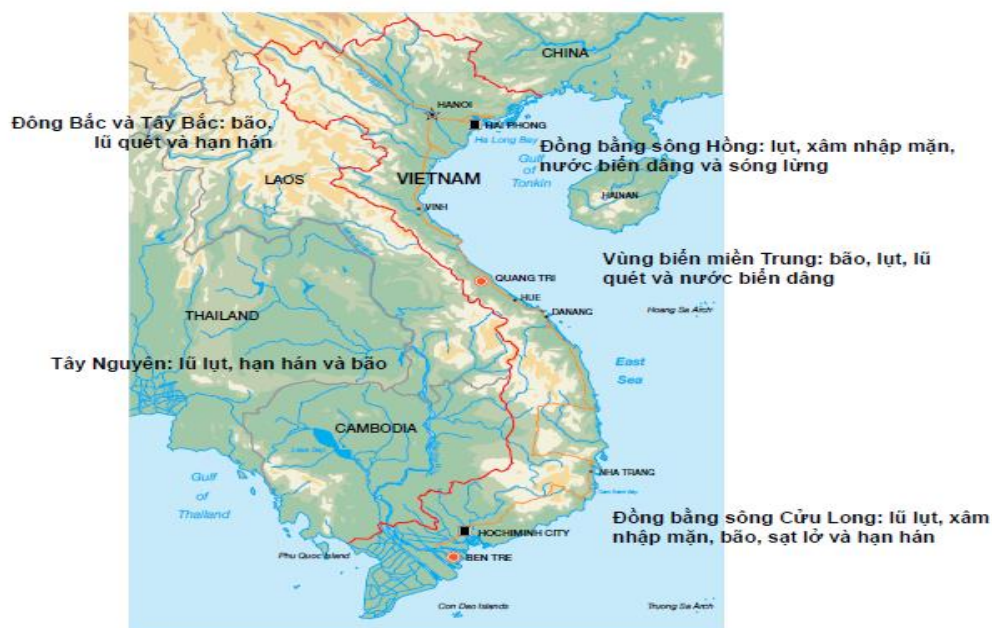 CHINA
HANOI
HAI PHONG
Ha Long Bay
Đông Bắc và Tây Bắc: bão,
lũ quét và hạn hán
Đồng bằng sông Hồng: lụt, xâm nhập mặn,
nước biển dâng và sóng lừng
Gulf
of
Tonkin
LAOS
VIETNAM
HAINAN
VINH
Vùng biển miền Trung: bão, lụt, lũ
quét và nước biển dâng
QUANG TRI
HUE
DANANG
Hoang Sa Arch
THAILAND
Tây Nguyên: lũ lụt, hạn hán và bão
East
Sea
CAMBODIA
NHA TRANG
Gulf
of
Thailand
Đồng bằng sông Cửu Long: lũ lụt, xâm
nhập mặn, bão, sạt lở và hạn hán
HOCHIMINH CITY
Phu Quoc Island
BEN TRE
Con Dao Islands
Truong Sa Arch